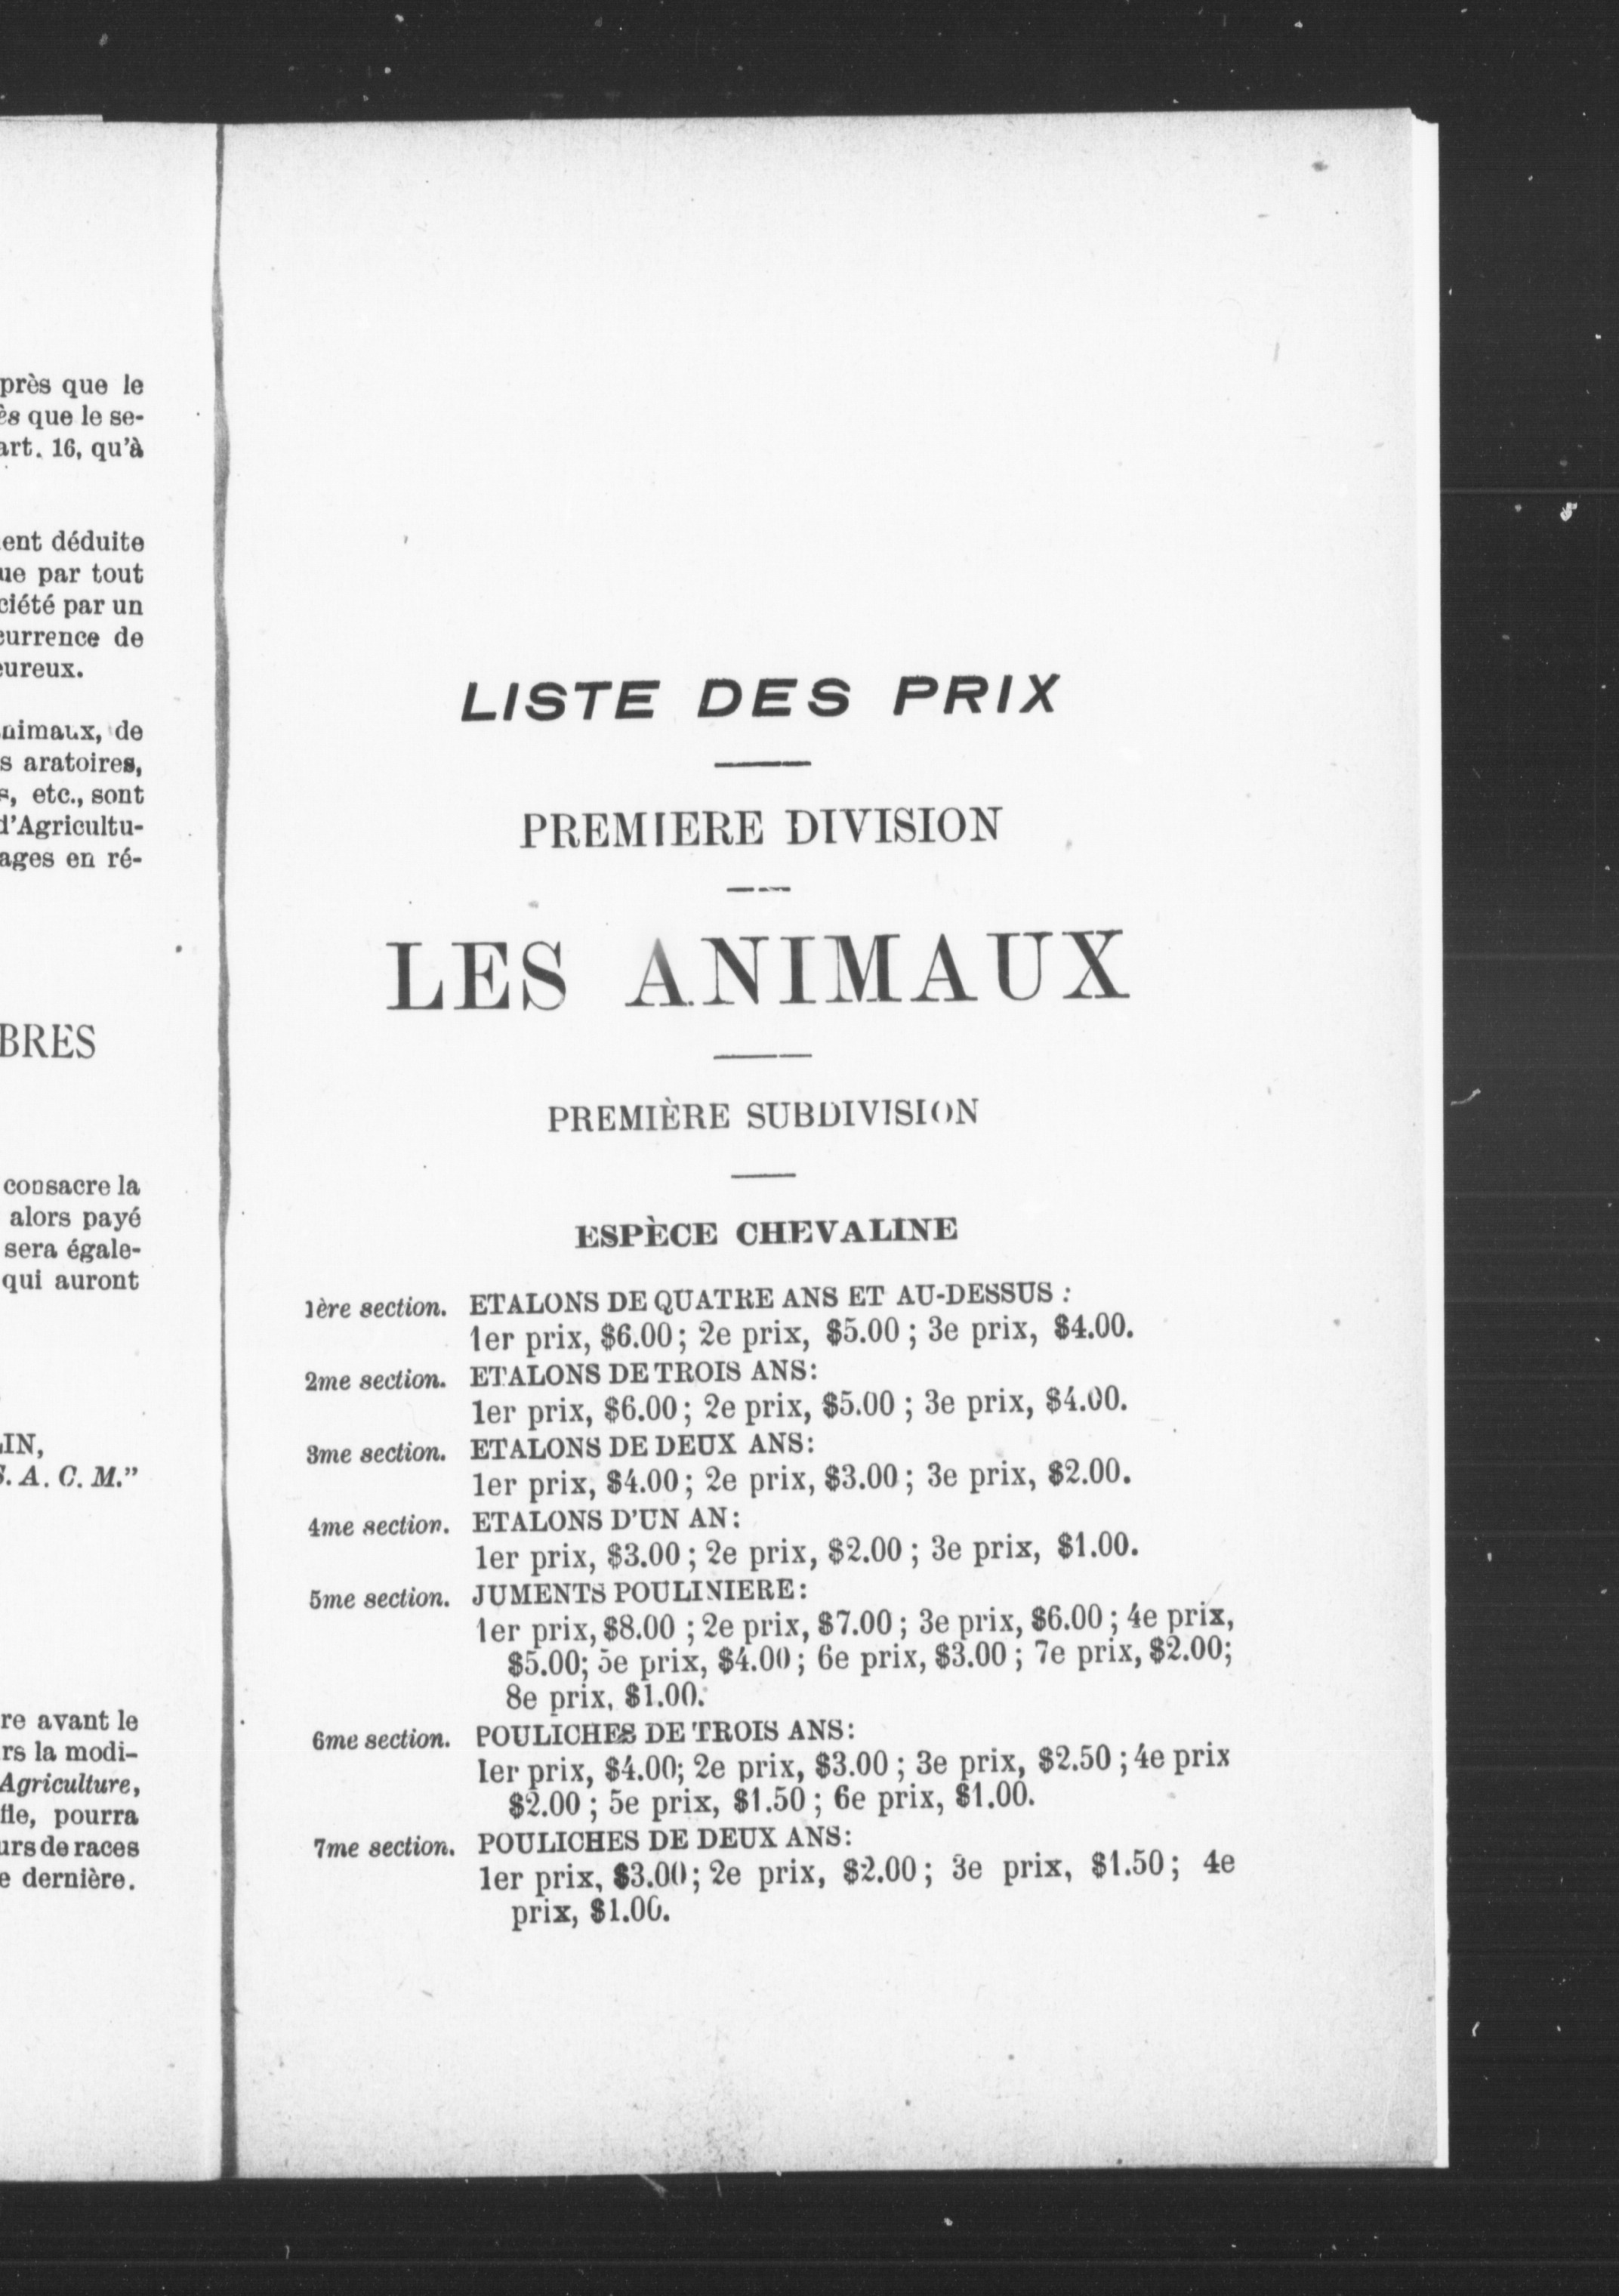 près que le
ès que le se-
art. 16, qu'à
ent déduite
ue par tout
ciété par un
currence de
eureux.
nimaux, de
s aratoires,
s, etc., sont
d'Agricultu-
ages en ré-
BRES
consacre la
alors payé
sera égale-
qui auront
LIN,
S. A. C. M."
re avant le
rs la modi-
Agriculture,
fie, pourra
urs de races
e dernière.
LISTE DES PRIX
PREMIERE DIVISION
LES ANIMAUX
PREMIÈRE SUBDIVISION
ESPÈCE CHEVALINE
1ère section. ETALONS DE QUATRE ANS ET AU-DESSUS :
1er prix, $6.00; 2e prix, $5.00 ; 3e prix, $4.00.
2me section. ETALONS DE TROIS ANS:
1er prix, $6.00; 2e prix, $5.00 ; 3e prix, $4.00.
3me section. ETALONS DE DEUX ANS:
1er prix, $4.00; 2e prix, $3.00; 3e prix, $2.00.
4me section. ETALONS D'UN AN:
1er prix, $3.00; 2e prix, $2.00; 3e prix, $1.00.
5me section. JUMENTS POULINIERE:
1er prix, $8.00 ; 2e prix, $7.00; 3e prix, $6.00; 4e prix,
$5.00; 5e prix, $4.00; 6e prix, $3.00; 7e prix, $2.00;
8e prix, $1.00.
6me section. POULICHES DE TROIS ANS:
1er prix, $4.00; 2e prix, $3.00 ; 3e prix, $2.50 ; 4e prix
$2.00 ; 5e prix, $1.50 ; 6e prix, $1.00.
7me section. POULICHES DE DEUX ANS:
1er prix, $3.00; 2e prix, $2.00; 3e prix, $1.50; 4e
prix, $1.00.